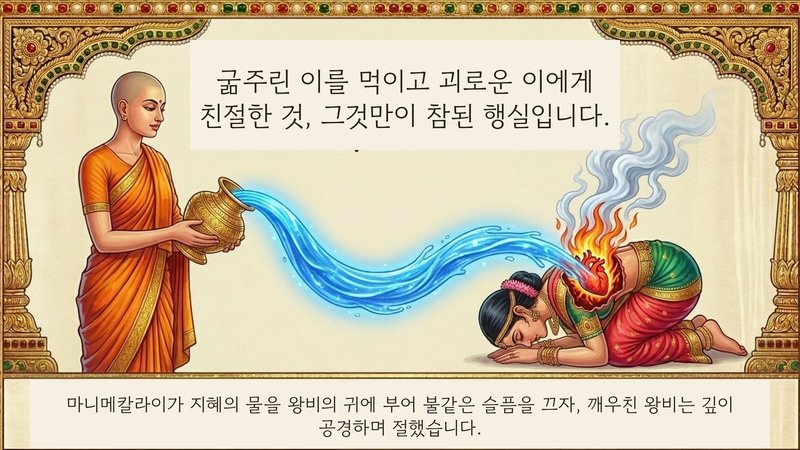 굶주린 이를 먹이고 괴로운 이에게
친절한 것, 그것만이 참된 행실입니다.
마니메칼라이가 지혜의 물을 왕비의 귀에 부어 불같은 슬픔을 끄자, 깨우친 왕비는 깊이
공경하며 절했습니다.